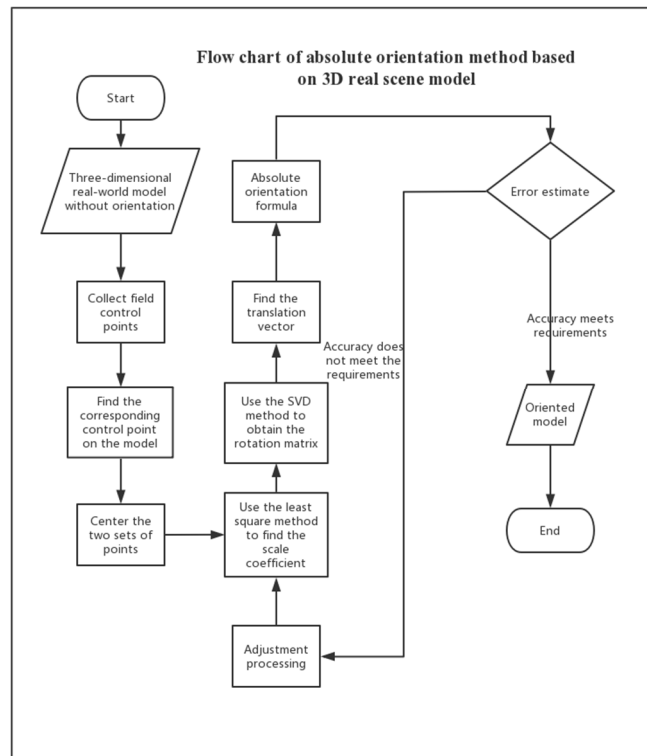 Flow chart of absolute orientation method based
on 3D real scene model
Start
Three-dimensional
real-world model
without orientation
Collect field
control
points
Find the
corresponding
control point
on the model
Center the
two sets of
points
Use the least
square method
to find the
scale
coefficient
Use the SVD
method to
obtain the
rotation matrix
Find the
translation
vector
Absolute
orientation
formula
Error estimate
Accuracy does
not meet the
requirements
Adjustment
processing
Accuracy meets
requirements
Oriented
model
End